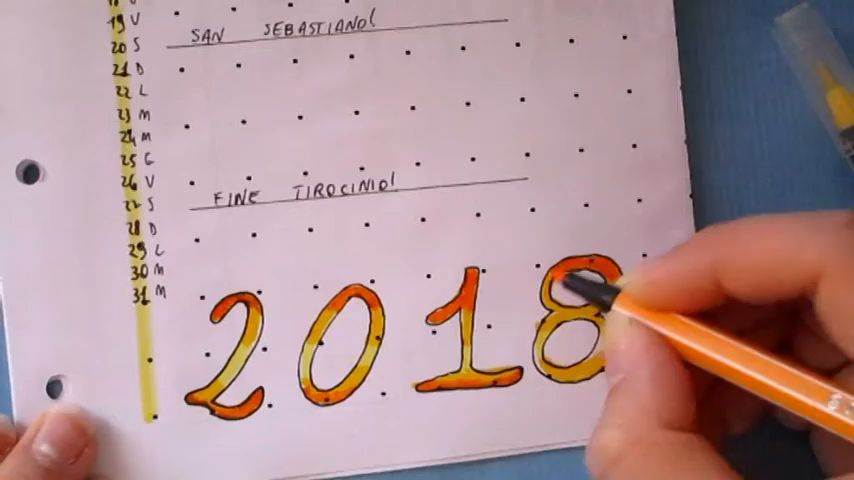 19 V
20 S SAN SEBASTIANO!
21 D
22 L
23 M
24 M
25 G
26 V
27 S FINE TIROCINIO!
28 D
29 L
30 M
31 M
2018